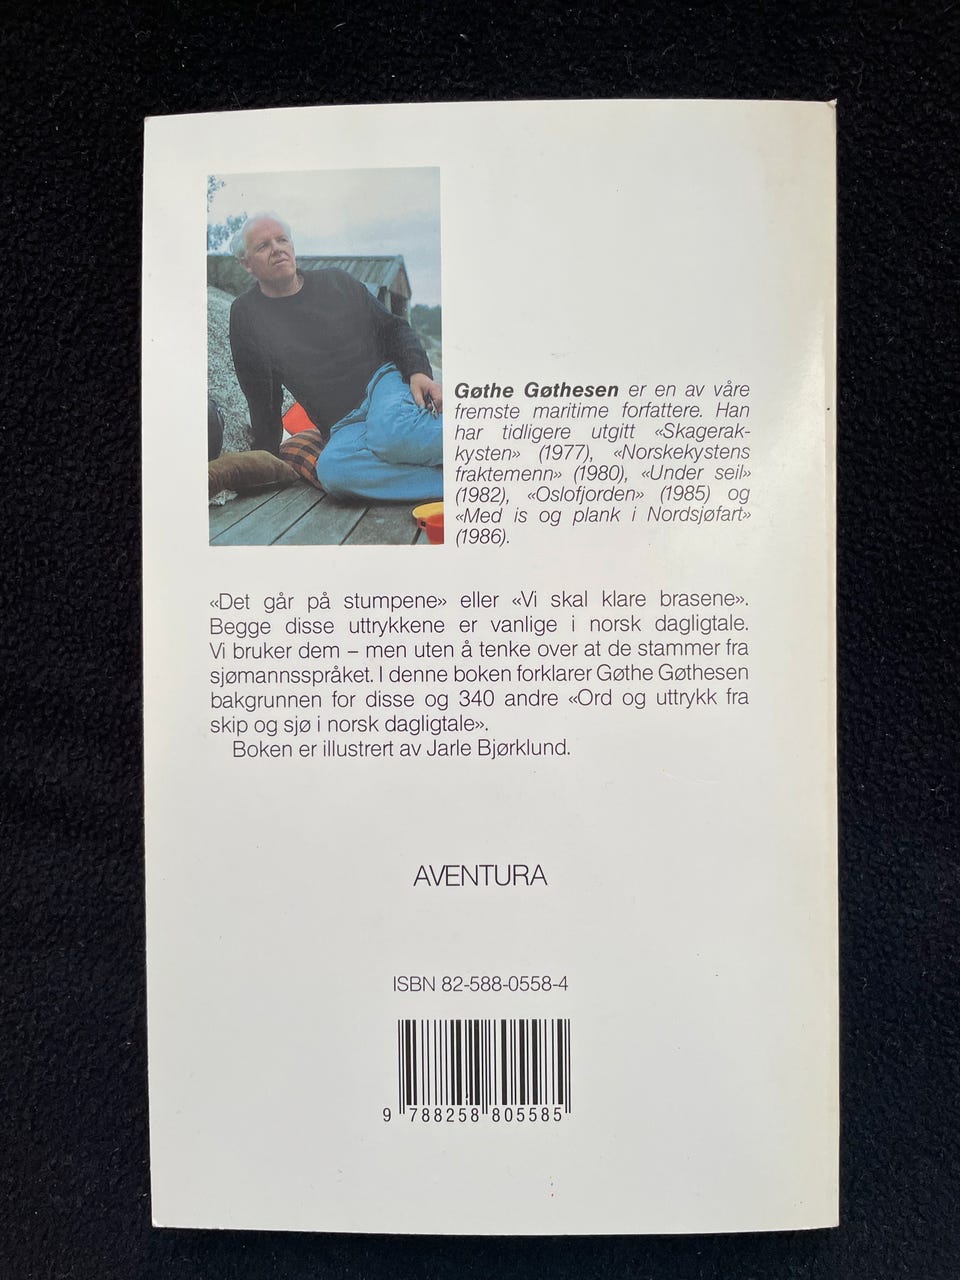 Gøthe Gøthesen er en av våre
fremste maritime forfattere. Han
har tidligere utgitt «Skagerak-
kysten» (1977), «Norskekystens
fraktemenn» (1980), «Under seil»
(1982), «Oslofjorden» (1985) og
«Med is og plank i Nordsjøfart»
(1986).
«Det går på stumpene» eller «Vi skal klare brasene».
Begge disse uttrykkene er vanlige i norsk dagligtale.
Vi bruker dem – men uten å tenke over at de stammer fra
sjømannsspråket. I denne boken forklarer Gøthe Gøthesen
bakgrunnen for disse og 340 andre «Ord og uttrykk fra
skip og sjø i norsk dagligtale».
Boken er illustrert av Jarle Bjørklund.
AVENTURA
ISBN 82-588-0558-4
9 788258 805585